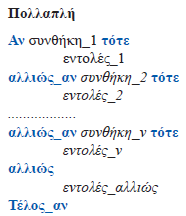 Πολλαπλή
Αν συνθήκη_1 τότε
εντολές_1
αλλιώς_αν συνθήκη_2 τότε
εντολές_2
..................
αλλιώς_αν συνθήκη_ν τότε
εντολές_ν
αλλιώς
εντολές_αλλιώς
Τέλος_αν